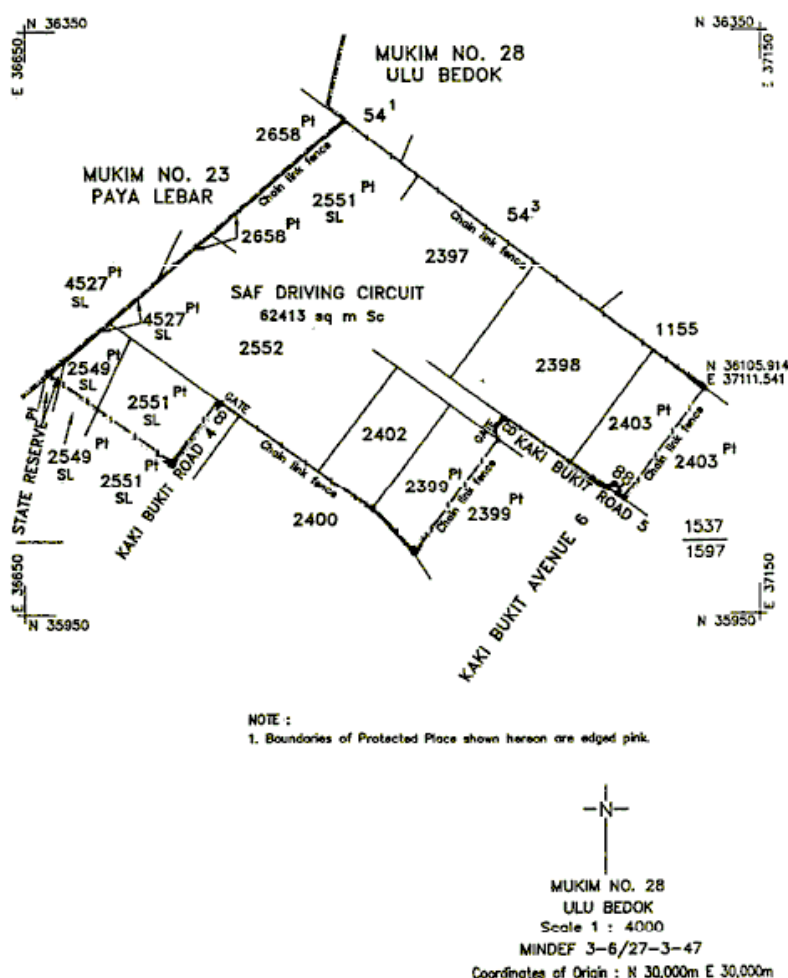 N 36350
N 36350
E 36650
E 37150
MUKIM NO. 28
ULU BEDOK
54¹
2658 Pt
Chain link fence
MUKIM NO. 23
PAYA LEBAR
2551 Pt
SL
54³
Chain link fence
2658 Pt
2397
4527 Pt
SL
SAF DRIVING CIRCUIT
62413 sq m Sc
4527 Pt
SL
2552
1155
N 36105.914
E 37111.541
2549 Pt
SL
2398
2551 Pt
SL
Pt
GATE
CD
2403 Pt
Chain link fence
2403 Pt
2402
GATE
CD
KAKI BUKIT ROAD 5
88
2549 Pt
SL
2551 Pt
SL
STATE RESERVE
KAKI BUKIT ROAD 4
Chain link fence
2399 Pt
Chain link fence
2399 Pt
2400
1537
1597
KAKI BUKIT AVENUE 6
E 36650
E 37150
N 35950
N 35950
NOTE :
1. Boundaries of Protected Place shown hereon are edged pink.
N
MUKIM NO. 28
ULU BEDOK
Scale 1 : 4000
MINDEF 3-6/27-3-47
Coordinates of Origin : N 30,000m E 30,000m